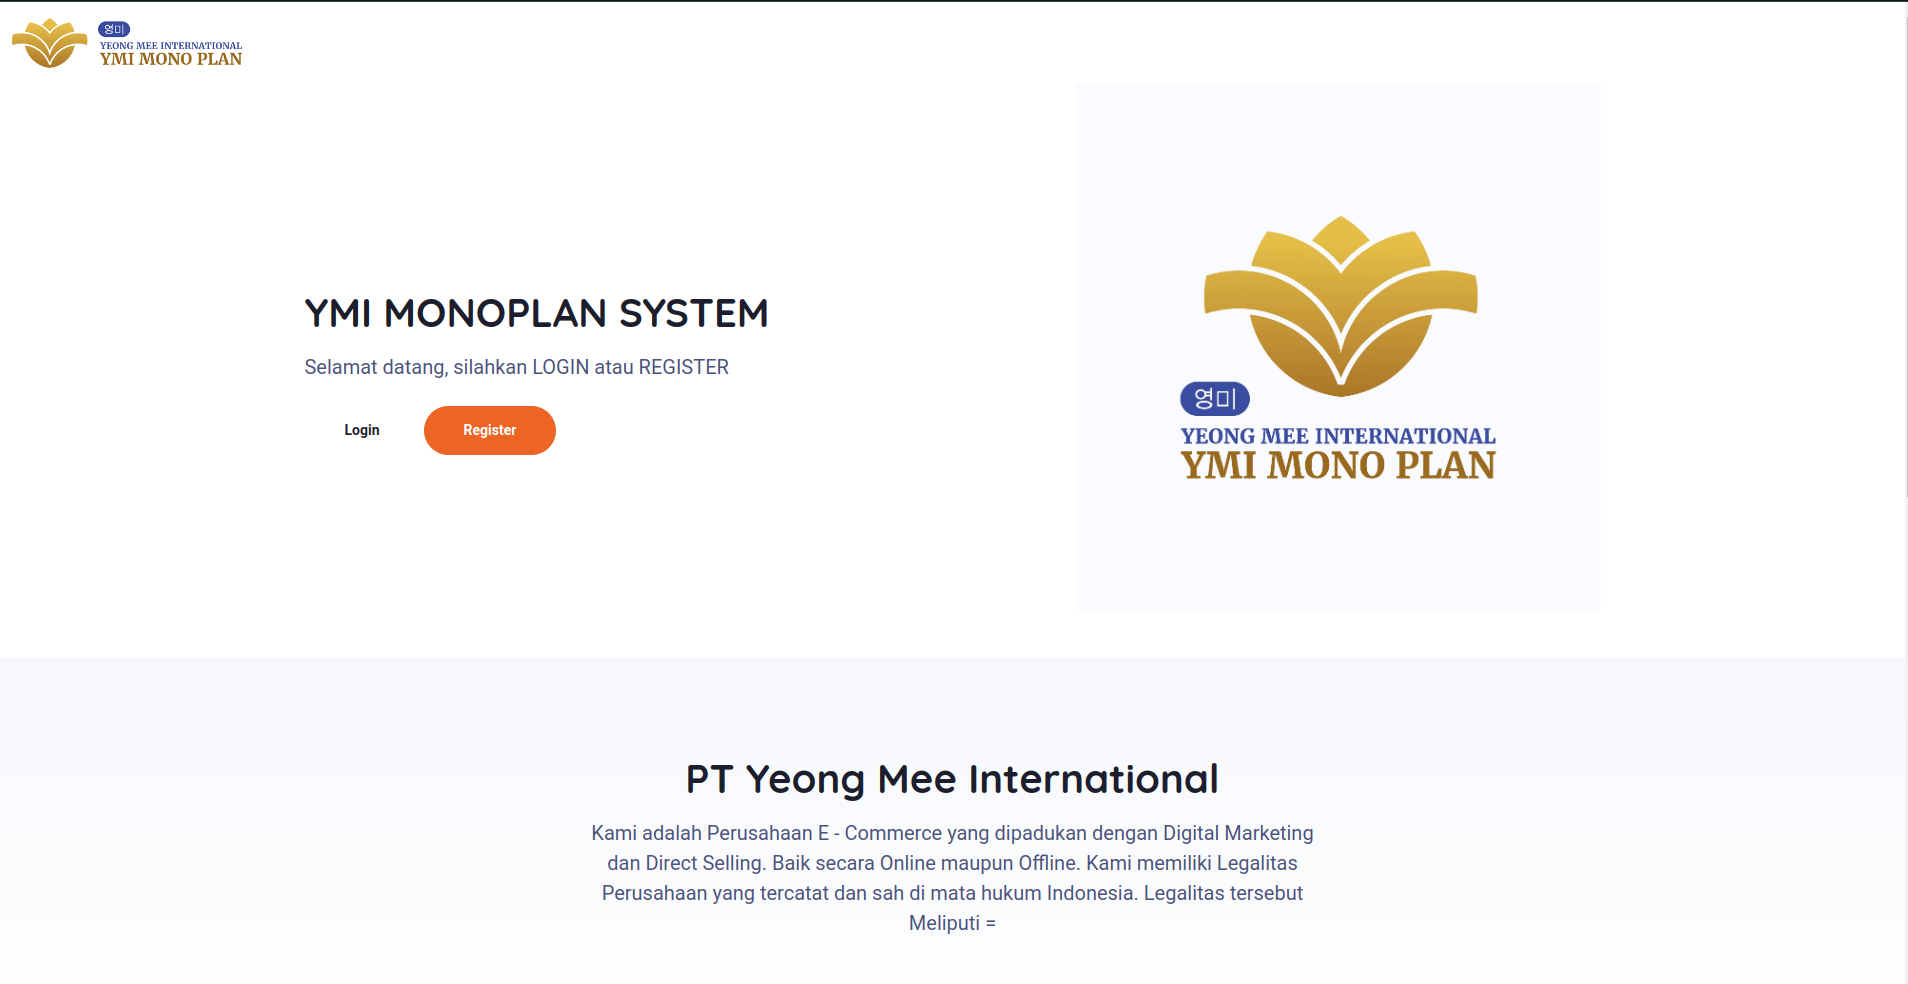 영미
YEONG MEE INTERNATIONAL
YMI MONO PLAN
YMI MONOPLAN SYSTEM
Selamat datang, silahkan LOGIN atau REGISTER
Login
Register
영미
YEONG MEE INTERNATIONAL
YMI MONO PLAN
PT Yeong Mee International
Kami adalah Perusahaan E - Commerce yang dipadukan dengan Digital Marketing
dan Direct Selling. Baik secara Online maupun Offline. Kami memiliki Legalitas
Perusahaan yang tercatat dan sah di mata hukum Indonesia. Legalitas tersebut
Meliputi =